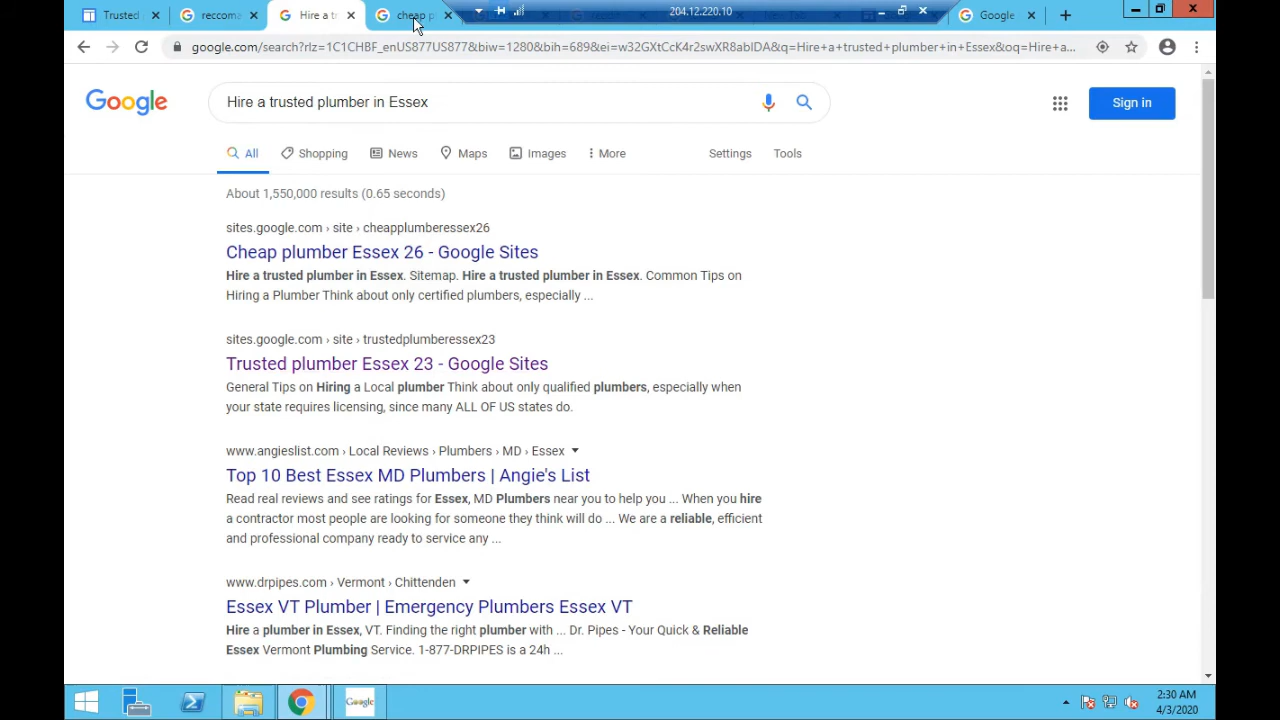 Trusted
reccoma
Hire a tr
cheap p
204.12.220.10
Google
google.com/search?rlz=1C1CHBF_enUS877US877&biw=1280&bih=689&ei=w32GXtCcK4r2swXR8abIDA&q=Hire+a+trusted+plumber+in+Essex&oq=Hire+a...
Google
Hire a trusted plumber in Essex
Sign in
All
Shopping
News
Maps
Images
More
Settings
Tools
About 1,550,000 results (0.65 seconds)
sites.google.com › site › cheapplumberessex26
Cheap plumber Essex 26 - Google Sites
Hire a trusted plumber in Essex. Sitemap. Hire a trusted plumber in Essex. Common Tips on
Hiring a Plumber Think about only certified plumbers, especially ...
sites.google.com › site › trustedplumberessex23
Trusted plumber Essex 23 - Google Sites
General Tips on Hiring a Local plumber Think about only qualified plumbers, especially when
your state requires licensing, since many ALL OF US states do.
www.angieslist.com › Local Reviews › Plumbers › MD › Essex
Top 10 Best Essex MD Plumbers | Angie's List
Read real reviews and see ratings for Essex, MD Plumbers near you to help you ... When you hire
a contractor most people are looking for someone they think will do ... We are a reliable, efficient
and professional company ready to service any ...
www.drpipes.com › Vermont › Chittenden
Essex VT Plumber | Emergency Plumbers Essex VT
Hire a plumber in Essex, VT. Finding the right plumber with ... Dr. Pipes - Your Quick & Reliable
Essex Vermont Plumbing Service. 1-877-DRPIPES is a 24h ...
Google
2:30 AM
4/3/2020